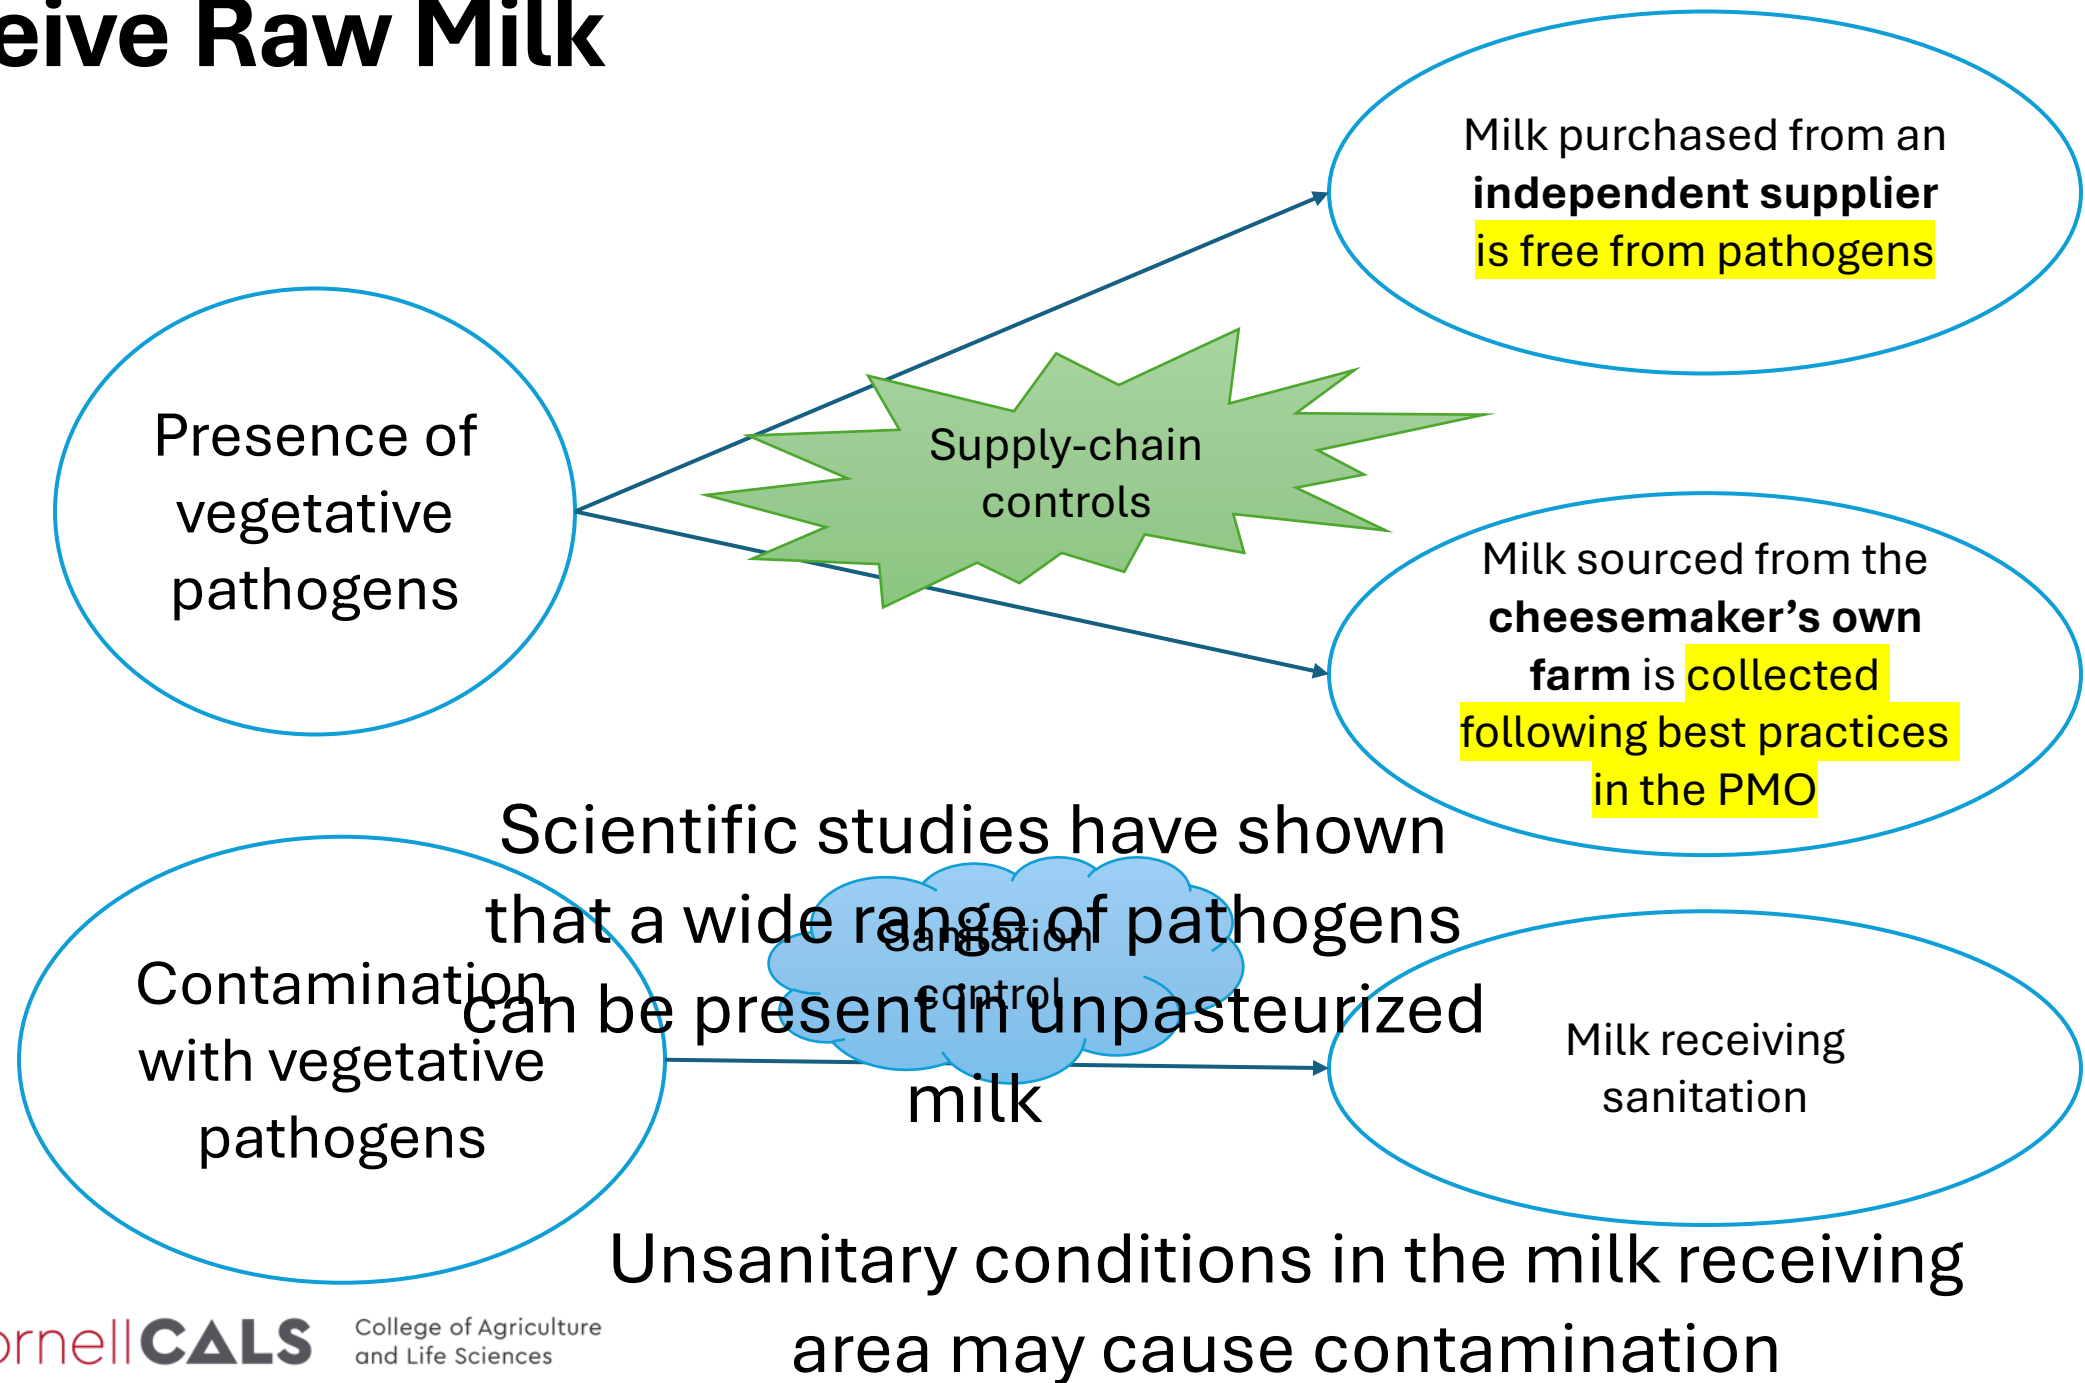 eive Raw Milk
Milk purchased from an
independent supplier
is free from pathogens
Presence of
vegetative
pathogens
Supply-chain
controls
Milk sourced from the
cheesemaker’s own
farm is collected
following best practices
in the PMO
Scientific studies have shown
that a wide range of pathogens
can be present in unpasteurized
milk
Sanitation
control
Contamination
with vegetative
pathogens
Milk receiving
sanitation
Unsanitary conditions in the milk receiving
area may cause contamination
ornellCALS
College of Agriculture
and Life Sciences